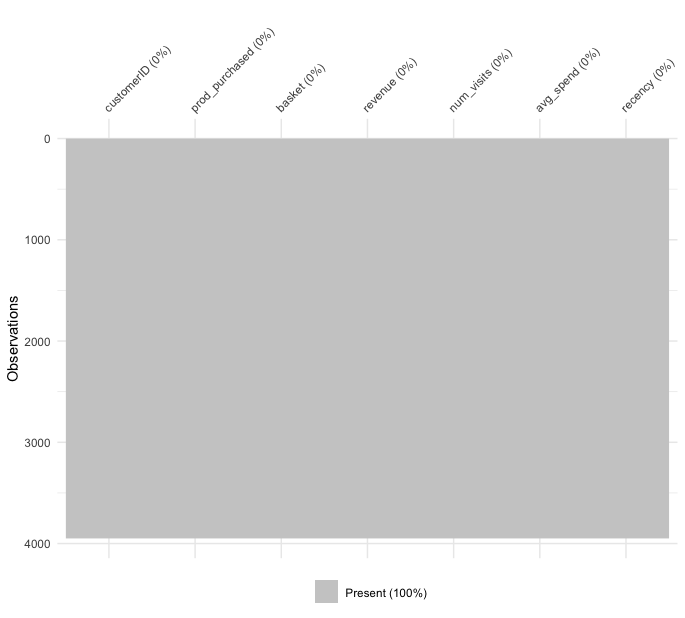 customerID (0%)
prod_purchased (0%)
basket (0%)
revenue (0%)
num_visits (0%)
avg_spend (0%)
recency (0%)
0
1000
2000
3000
4000
Observations
Present (100%)